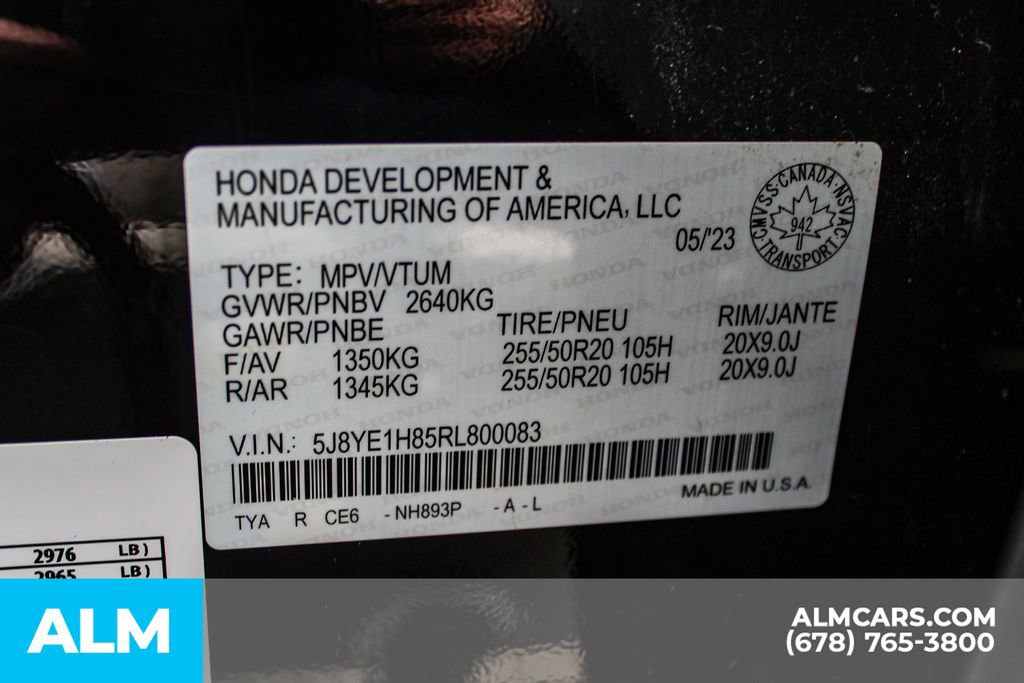 HONDA DEVELOPMENT &
MANUFACTURING OF AMERICA, LLC
05/'23
CMVSS · CANADA · NSVAC · TRANSPORT ·
942
TYPE: MPV/VTUM
GVWR/PNBV 2640KG
GAWR/PNBE TIRE/PNEU RIM/JANTE
F/AV 1350KG 255/50R20 105H 20X9.0J
R/AR 1345KG 255/50R20 105H 20X9.0J
V.I.N.: 5J8YE1H85RL800083
TYA R CE6 -NH893P -A-L MADE IN U.S.A.
2976 LB)
2965 LB)
ALM
ALMCARS.COM
(678) 765-3800